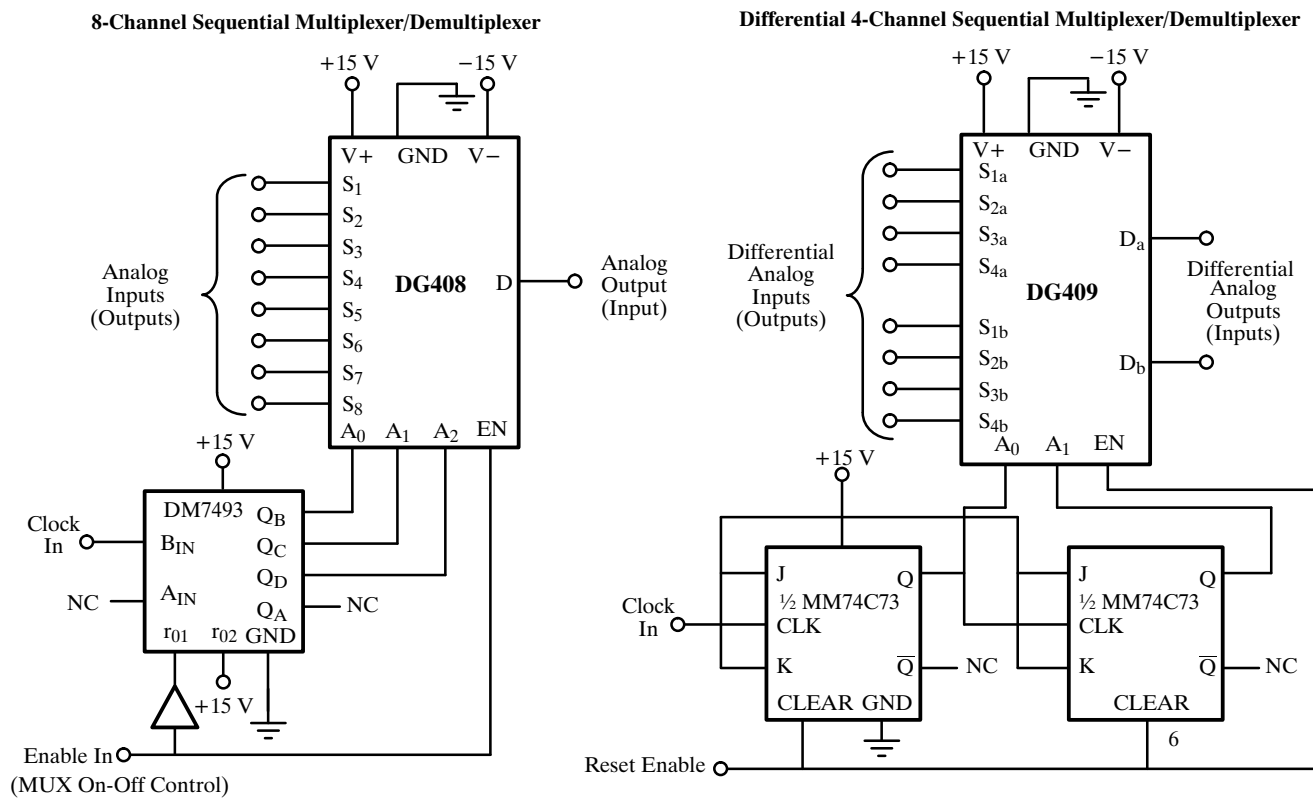 8-Channel Sequential Multiplexer/Demultiplexer
+15 V
−15 V
V+
GND
V−
S1
S2
S3
S4
S5
S6
S7
S8
Analog
Inputs
(Outputs)
DG408
D
Analog
Output
(Input)
A0
A1
A2
EN
+15 V
DM7493
QB
Clock
In
BIN
QC
QD
NC
AIN
QA
NC
r01
r02
GND
+15 V
Enable In
(MUX On-Off Control)
Differential 4-Channel Sequential Multiplexer/Demultiplexer
+15 V
−15 V
V+
GND
V−
S1a
S2a
S3a
S4a
S1b
S2b
S3b
S4b
Differential
Analog
Inputs
(Outputs)
DG409
Da
Db
Differential
Analog
Outputs
(Inputs)
A0
A1
EN
+15 V
J
Q
½ MM74C73
Clock
In
CLK
K
Q
NC
CLEAR
GND
J
Q
½ MM74C73
CLK
K
Q
NC
CLEAR
6
Reset Enable